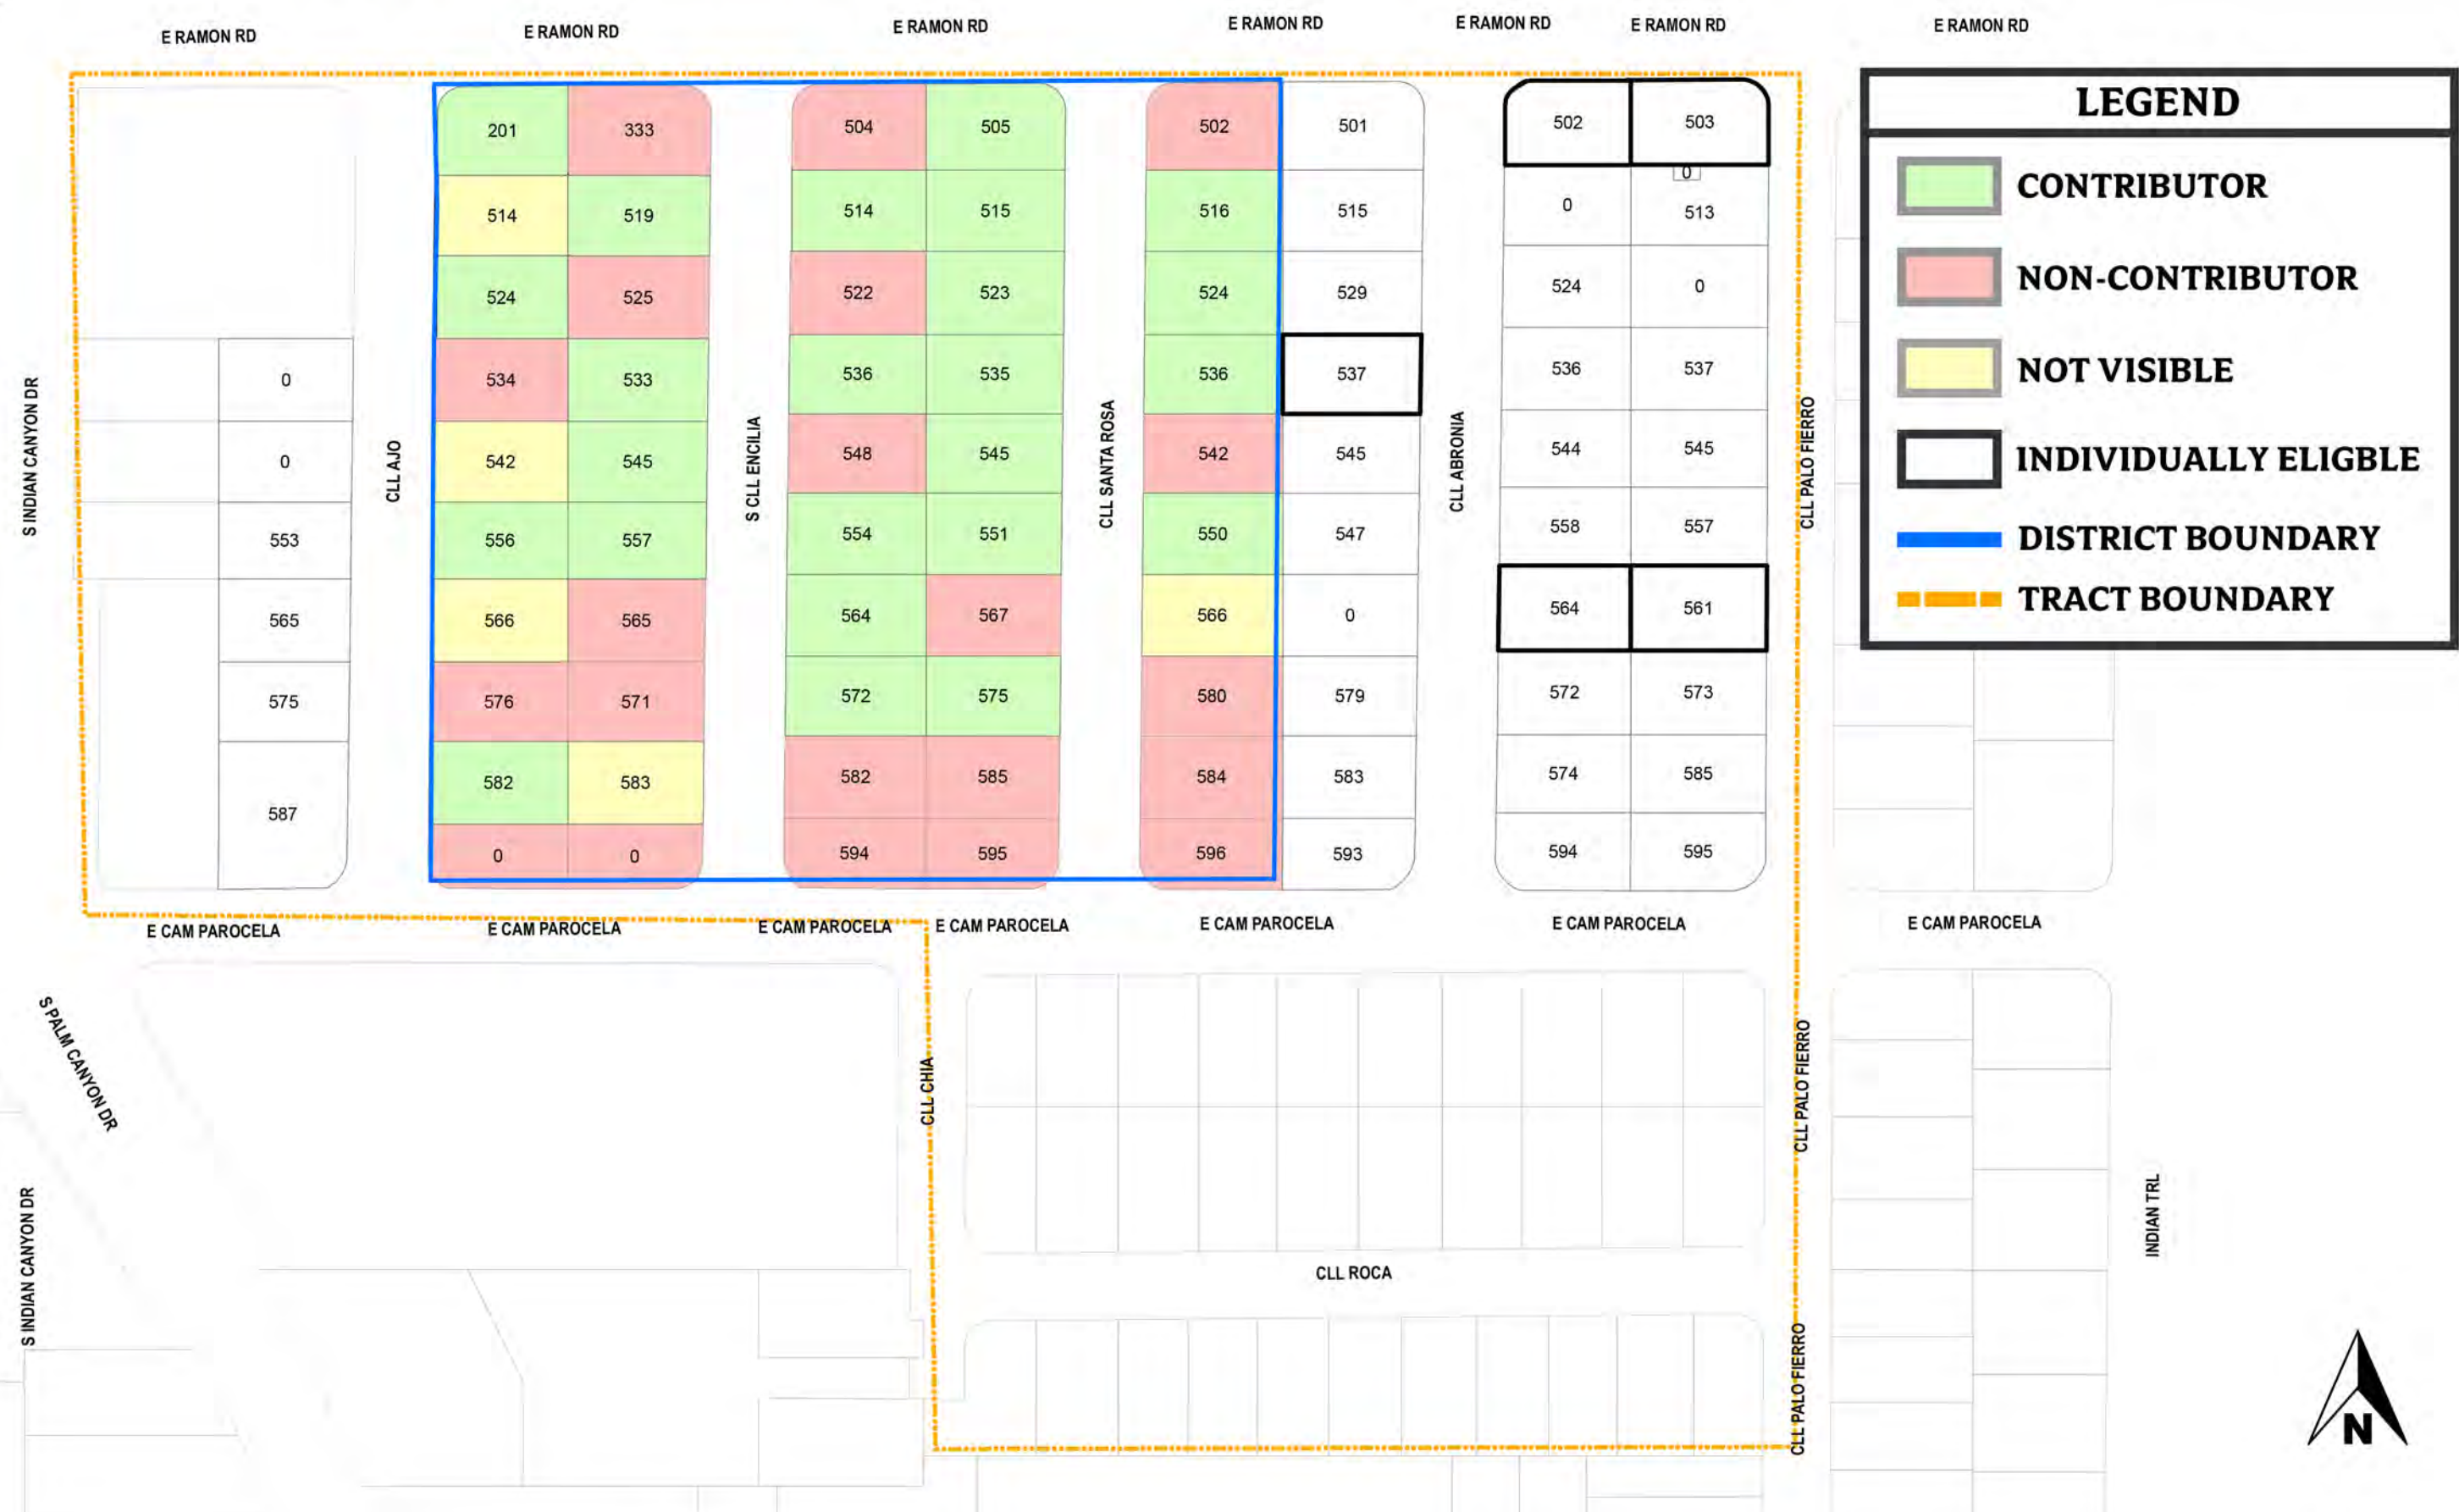 E RAMON RD
E RAMON RD
E RAMON RD
E RAMON RD
E RAMON RD
E RAMON RD
E RAMON RD
LEGEND
CONTRIBUTOR
NON-CONTRIBUTOR
NOT VISIBLE
INDIVIDUALLY ELIGBLE
DISTRICT BOUNDARY
TRACT BOUNDARY
S INDIAN CANYON DR
0
0
553
565
575
587
CLL AJO
201
333
514
519
524
525
534
533
542
545
556
557
566
565
576
571
582
583
0
0
S CLL ENCILIA
504
505
514
515
522
523
536
535
548
545
554
551
564
567
572
575
582
585
594
595
CLL SANTA ROSA
502
501
516
515
524
529
536
537
542
545
550
547
566
0
580
579
584
583
596
593
CLL ABRONIA
502
503
0
0
513
524
0
536
537
544
545
558
557
564
561
572
573
574
585
594
595
CLL PALO FIERRO
E CAM PAROCELA
E CAM PAROCELA
E CAM PAROCELA
E CAM PAROCELA
E CAM PAROCELA
E CAM PAROCELA
E CAM PAROCELA
S PALM CANYON DR
CLL CHIA
CLL PALO FIERRO
S INDIAN CANYON DR
CLL ROCA
INDIAN TRL
CLL PALO FIERRO
N